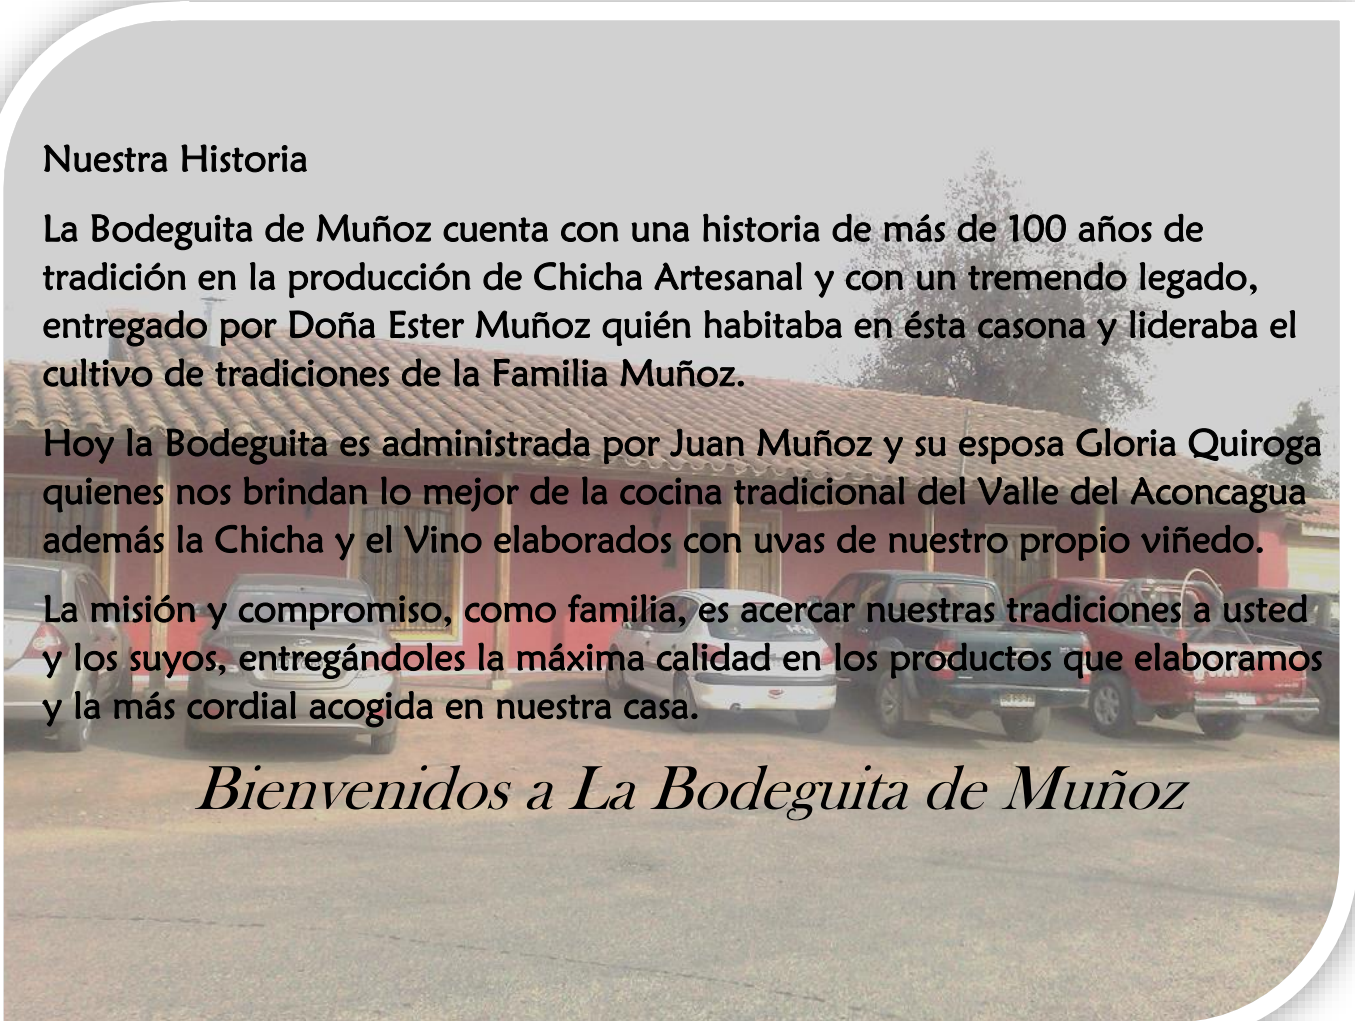 Nuestra Historia
La Bodeguita de Muñoz cuenta con una historia de más de 100 años de
tradición en la producción de Chicha Artesanal y con un tremendo legado,
entregado por Doña Ester Muñoz quién habitaba en ésta casona y lideraba el
cultivo de tradiciones de la Familia Muñoz.
Hoy la Bodeguita es administrada por Juan Muñoz y su esposa Gloria Quiroga
quienes nos brindan lo mejor de la cocina tradicional del Valle del Aconcagua
además la Chicha y el Vino elaborados con uvas de nuestro propio viñedo.
La misión y compromiso, como familia, es acercar nuestras tradiciones a usted
y los suyos, entregándoles la máxima calidad en los productos que elaboramos
y la más cordial acogida en nuestra casa.
Bienvenidos a La Bodeguita de Muñoz